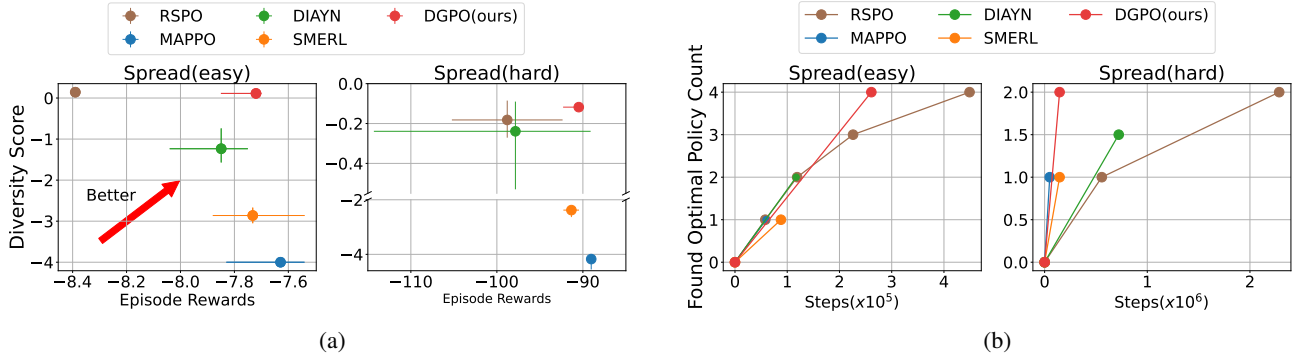 RSPO DIAYN DGPO(ours)
MAPPO SMERL
Spread(easy) Spread(hard)
Diversity Score
0
−1
−2
−3
−4
0.0
−0.2
−0.4
−2
−4
Better
−8.4 −8.2 −8.0 −7.8 −7.6
−110 −100 −90
Episode Rewards Episode Rewards
(a)
RSPO DIAYN DGPO(ours)
MAPPO SMERL
Spread(easy) Spread(hard)
Found Optimal Policy Count
4
3
2
1
0
2.0
1.5
1.0
0.5
0.0
0 1 2 3 4
0 1 2
Steps(x10⁵) Steps(x10⁶)
(b)